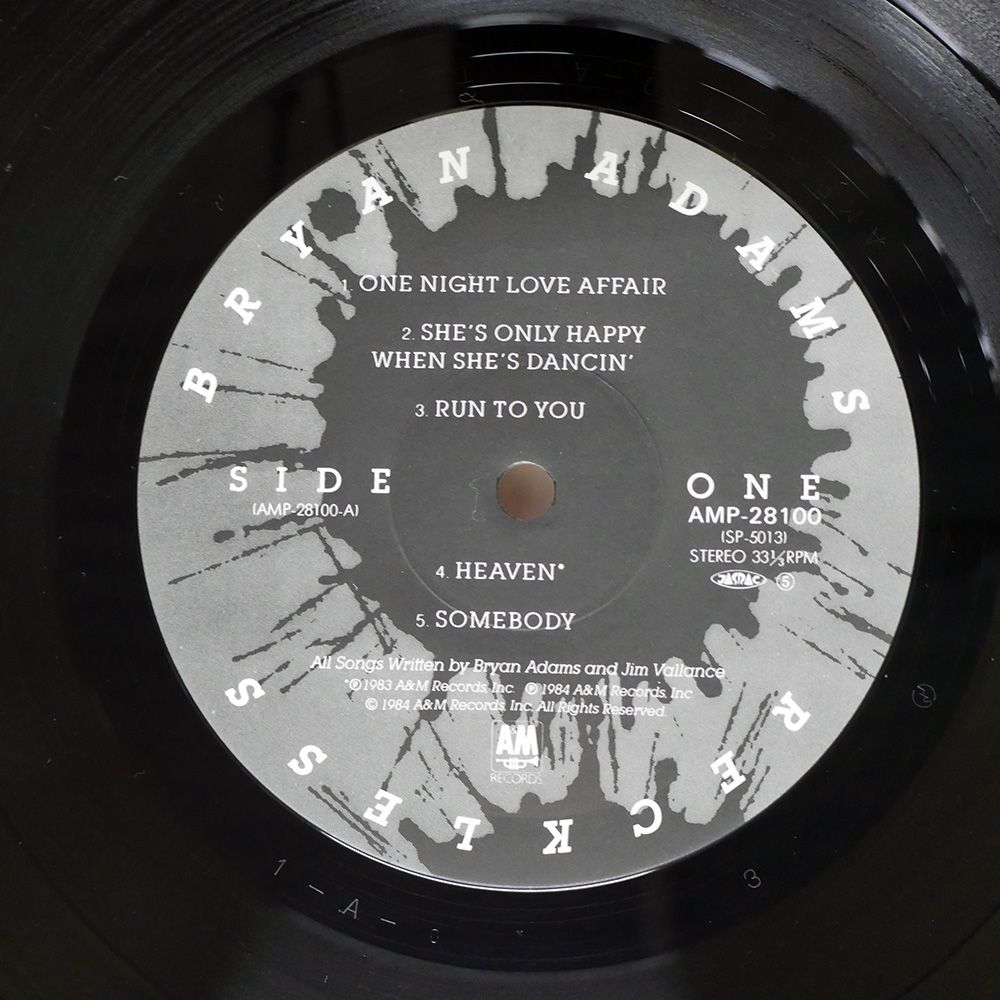 BRYAN ADAMS
1. ONE NIGHT LOVE AFFAIR
2. SHE'S ONLY HAPPY
WHEN SHE'S DANCIN'
3. RUN TO YOU
SIDE
(AMP-28100-A)
ONE
AMP-28100
(SP-5013)
STEREO 33⅓RPM
JASRAC 5
4. HEAVEN*
5. SOMEBODY
All Songs Written by Bryan Adams and Jim Vallance
*℗1983 A&M Records, Inc. ℗1984 A&M Records, Inc
© 1984 A&M Records, Inc. All Rights Reserved.
A&M
RECORDS
RECKLESS
1-A-
3